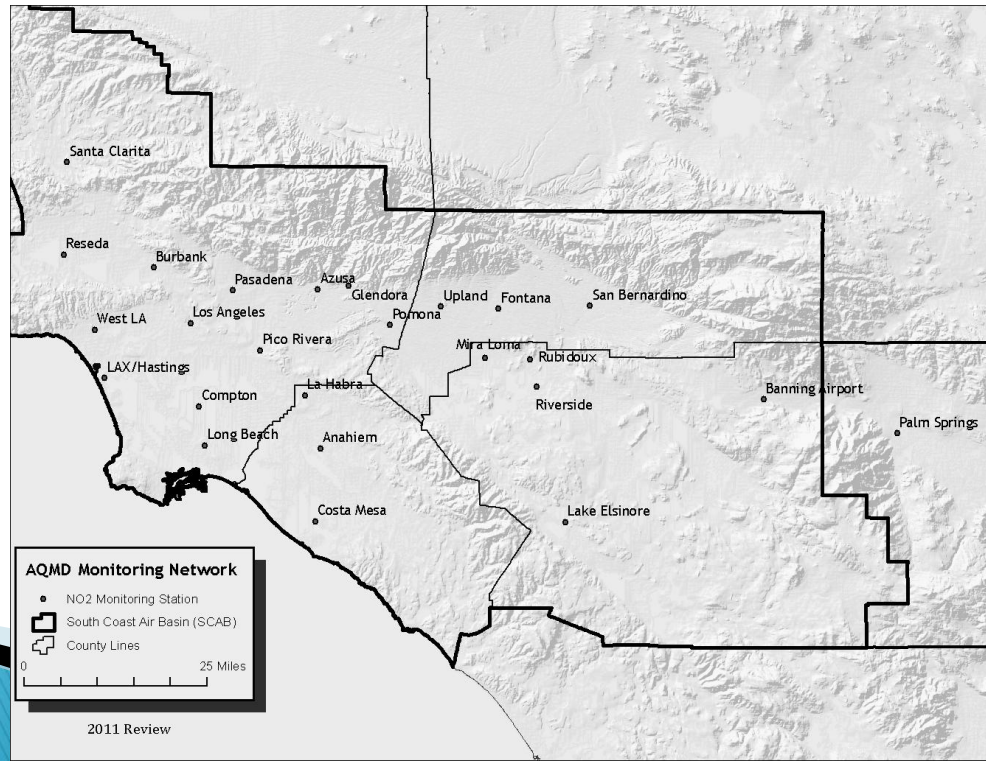 Santa Clarita
Reseda
Burbank
Pasadena
Azusa
Glendora
Upland
Fontana
San Bernardino
West LA
Los Angeles
Pomona
Pico Rivera
Mira Loma
Rubidoux
LAX/Hastings
La Habra
Banning Airport
Compton
Riverside
Palm Springs
Long Beach
Anahiem
Costa Mesa
Lake Elsinore
AQMD Monitoring Network
NO2 Monitoring Station
South Coast Air Basin (SCAB)
County Lines
0 25 Miles
2011 Review